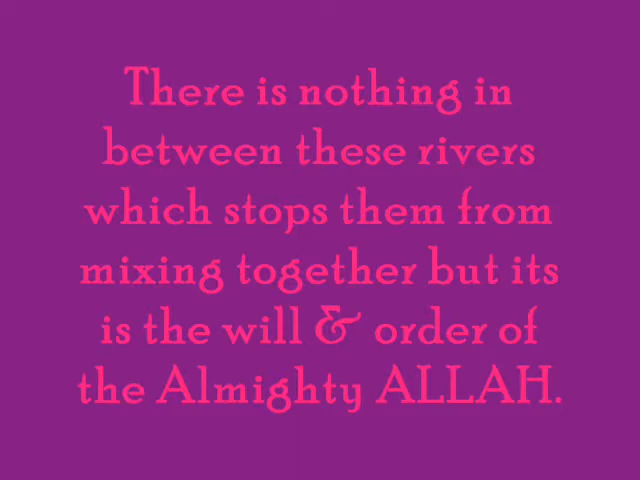 There is nothing in
between these rivers
which stops them from
mixing together but its
is the will & order of
the Almighty ALLAH.